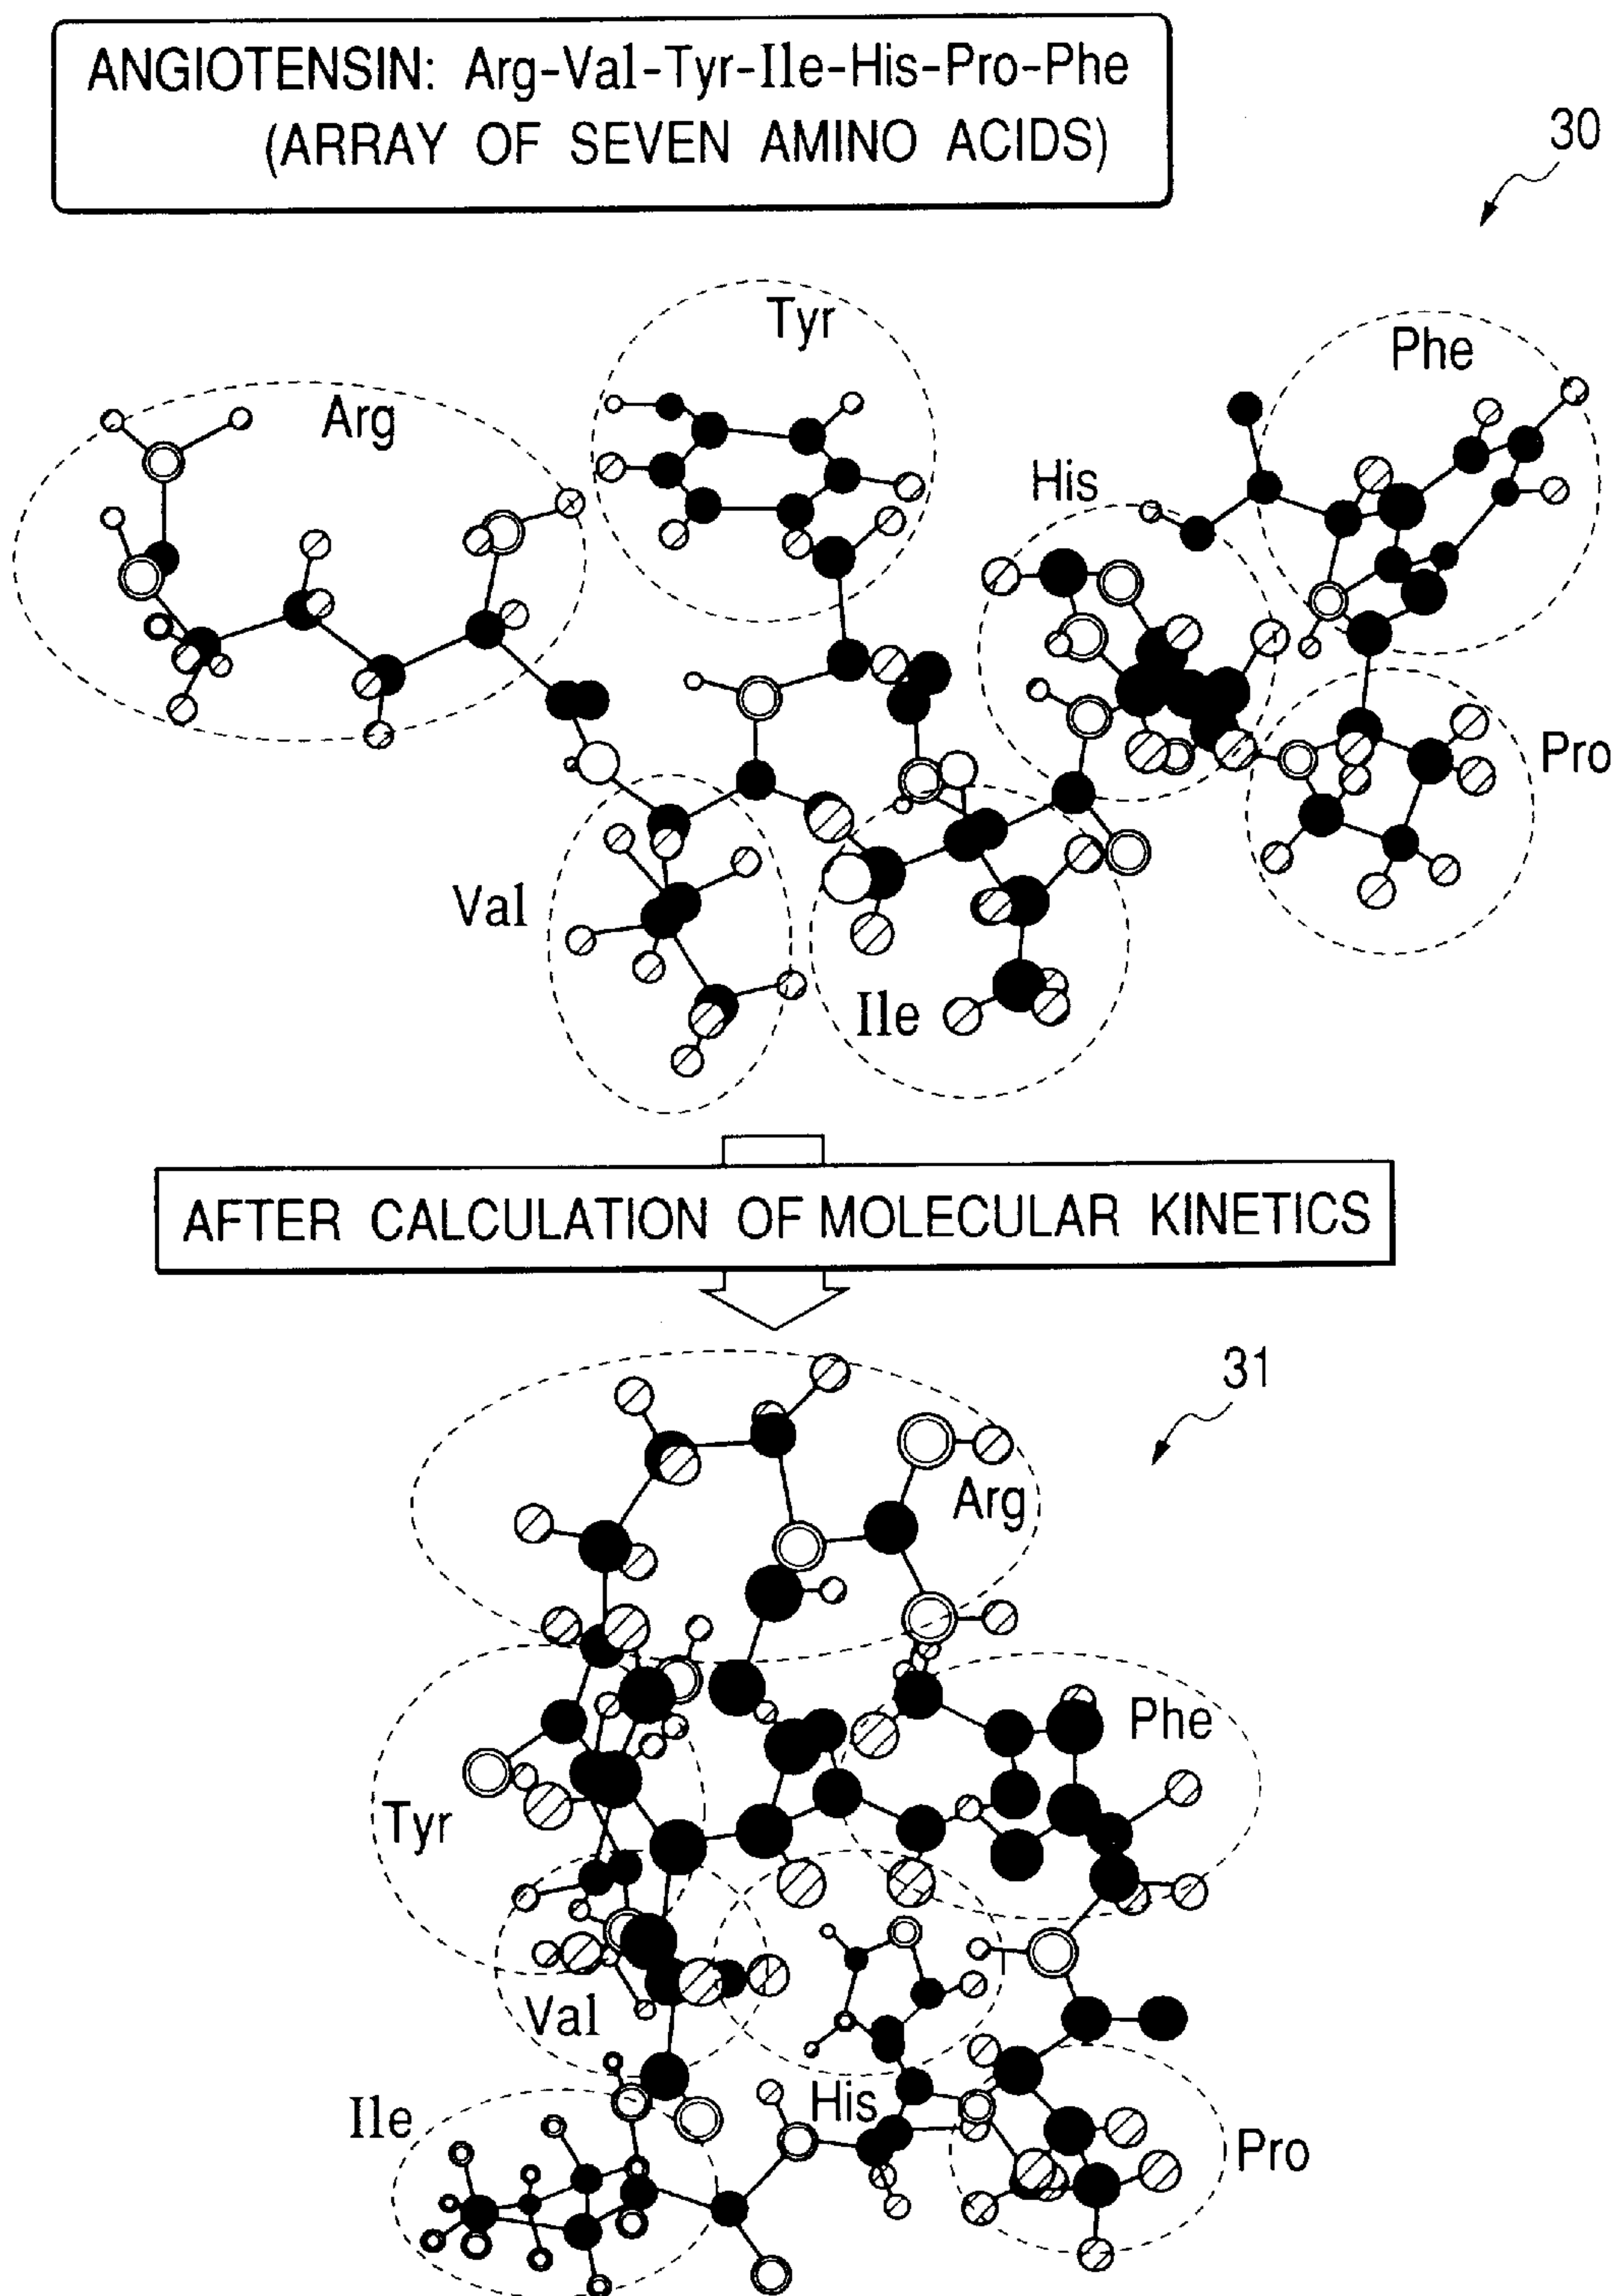 ANGIOTENSIN: Arg-Val-Tyr-Ile-His-Pro-Phe
(ARRAY OF SEVEN AMINO ACIDS)
30
Tyr
Phe
Arg
His
Pro
Val
Ile
AFTER CALCULATION OF MOLECULAR KINETICS
31
Arg
Phe
Tyr
Val
His
Ile
Pro